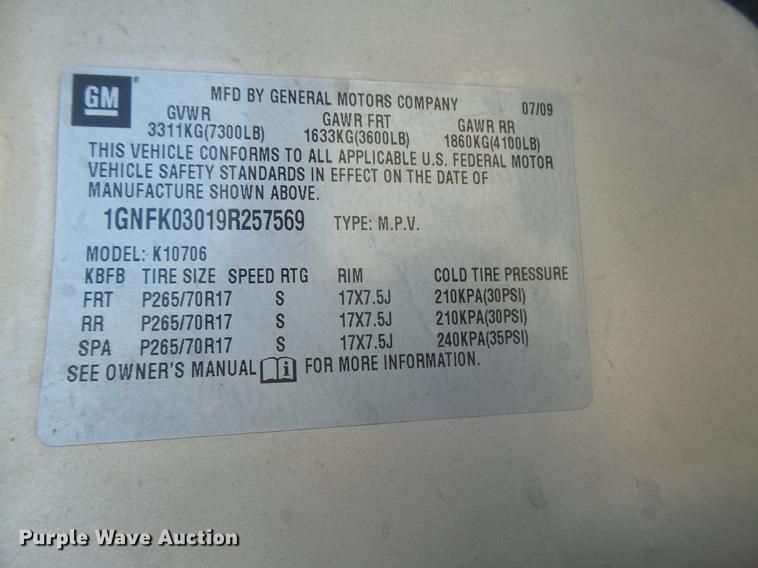 GM
MFD BY GENERAL MOTORS COMPANY 07/09
GVWR GAWR FRT GAWR RR
3311KG(7300LB) 1633KG(3600LB) 1860KG(4100LB)
THIS VEHICLE CONFORMS TO ALL APPLICABLE U.S. FEDERAL MOTOR
VEHICLE SAFETY STANDARDS IN EFFECT ON THE DATE OF
MANUFACTURE SHOWN ABOVE.
1GNFK03019R257569 TYPE: M.P.V.
MODEL: K10706
KBFB TIRE SIZE SPEED RTG RIM COLD TIRE PRESSURE
FRT P265/70R17 S 17X7.5J 210KPA(30PSI)
RR P265/70R17 S 17X7.5J 210KPA(30PSI)
SPA P265/70R17 S 17X7.5J 240KPA(35PSI)
SEE OWNER'S MANUAL i FOR MORE INFORMATION.
Purple Wave Auction